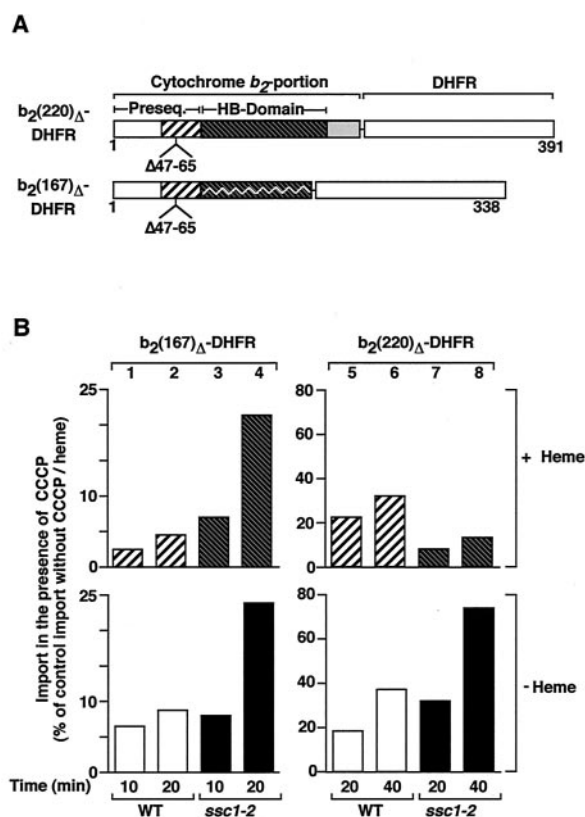 A
Cytochrome b2-portion DHFR
b2(220)Δ- Preseq. HB-Domain
DHFR
1 391
Δ47-65
b2(167)Δ-
DHFR
1 338
Δ47-65
B
b2(167)Δ-DHFR b2(220)Δ-DHFR
1 2 3 4 5 6 7 8
Import in the presence of CCCP
(% of control import without CCCP / heme)
25 80
60
10 40
20
0 0
+ Heme
25 80
60
10 40
20
0 0
- Heme
Time (min) 10 20 10 20 20 40 20 40
WT ssc1-2 WT ssc1-2